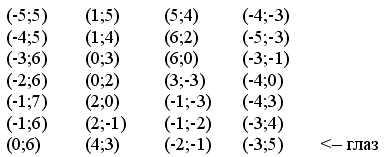 (-5;5) (1;5) (5;4) (-4;-3)
(-4;5) (1;4) (6;2) (-5;-3)
(-3;6) (0;3) (6;0) (-3;-1)
(-2;6) (0;2) (3;-3) (-4;0)
(-1;7) (2;0) (-1;-3) (-4;3)
(-1;6) (2;-1) (-1;-2) (-3;4)
(0;6) (4;3) (-2;-1) (-3;5) <– глаз